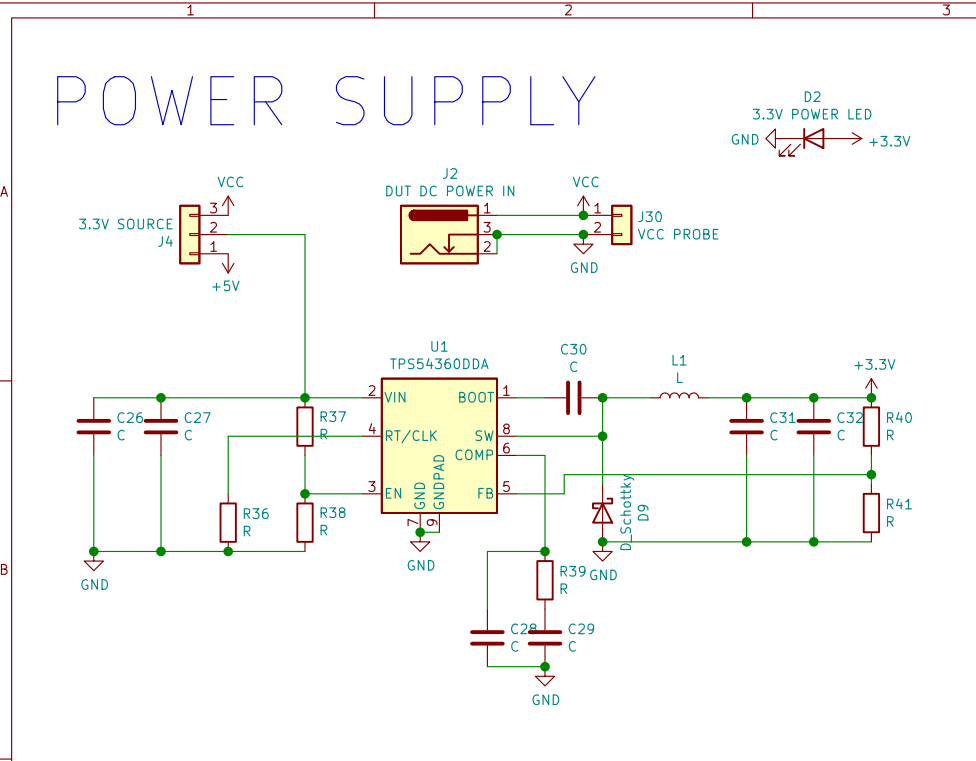 1 2 3
POWER SUPPLY
D2
3.3V POWER LED
GND +3.3V
A
J2
DUT DC POWER IN
VCC
3.3V SOURCE
J4
3
2
1
+5V
1
3
2
VCC
1
2
J30
VCC PROBE
GND
U1
TPS54360DDA
2 VIN
4 RT/CLK
3 EN
BOOT 1
SW 8
COMP 6
FB 5
GND 7
GNDPAD 9
GND
C26
C
C27
C
R37
R
R36
R
R38
R
GND
C30
C
L1
L
+3.3V
C31
C
C32
C
R40
R
R41
R
D_Schottky
D9
GND
B
R39
R
C28
C
C29
C
GND